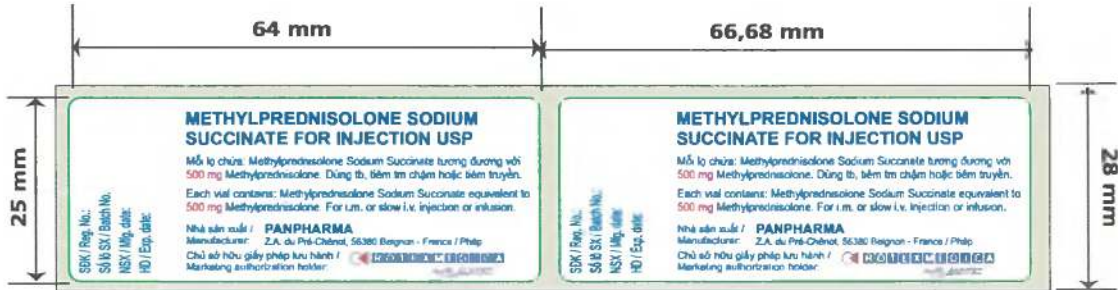 64 mm
66,68 mm
25 mm
28 mm
METHYLPREDNISOLONE SODIUM
SUCCINATE FOR INJECTION USP
Mỗi lọ chứa: Methylprednisolone Sodium Succinate tương đương với
500 mg Methylprednisolone. Dùng tb, tiêm tm chậm hoặc tiêm truyền.
Each vial contains: Methylprednisolone Sodium Succinate equivalent to
500 mg Methylprednisolone. For i.m. or slow i.v. injection or infusion.
Nhà sản xuất / PANPHARMA
Manufacturer: Z.A. du Pré-Chênot, 56380 Beignon - France / Pháp
Chủ sở hữu giấy phép lưu hành / ROTEXMEDICA
Marketing authorization holder:
SĐK / Reg. No.:
Số lô SX / Batch No.
NSX / Mfg. date:
HD / Exp. date:
METHYLPREDNISOLONE SODIUM
SUCCINATE FOR INJECTION USP
Mỗi lọ chứa: Methylprednisolone Sodium Succinate tương đương với
500 mg Methylprednisolone. Dùng tb, tiêm tm chậm hoặc tiêm truyền.
Each vial contains: Methylprednisolone Sodium Succinate equivalent to
500 mg Methylprednisolone. For i.m. or slow i.v. injection or infusion.
Nhà sản xuất / PANPHARMA
Manufacturer: Z.A. du Pré-Chênot, 56380 Beignon - France / Pháp
Chủ sở hữu giấy phép lưu hành / ROTEXMEDICA
Marketing authorization holder:
SĐK / Reg. No.:
Số lô SX / Batch No.
NSX / Mfg. date:
HD / Exp. date: